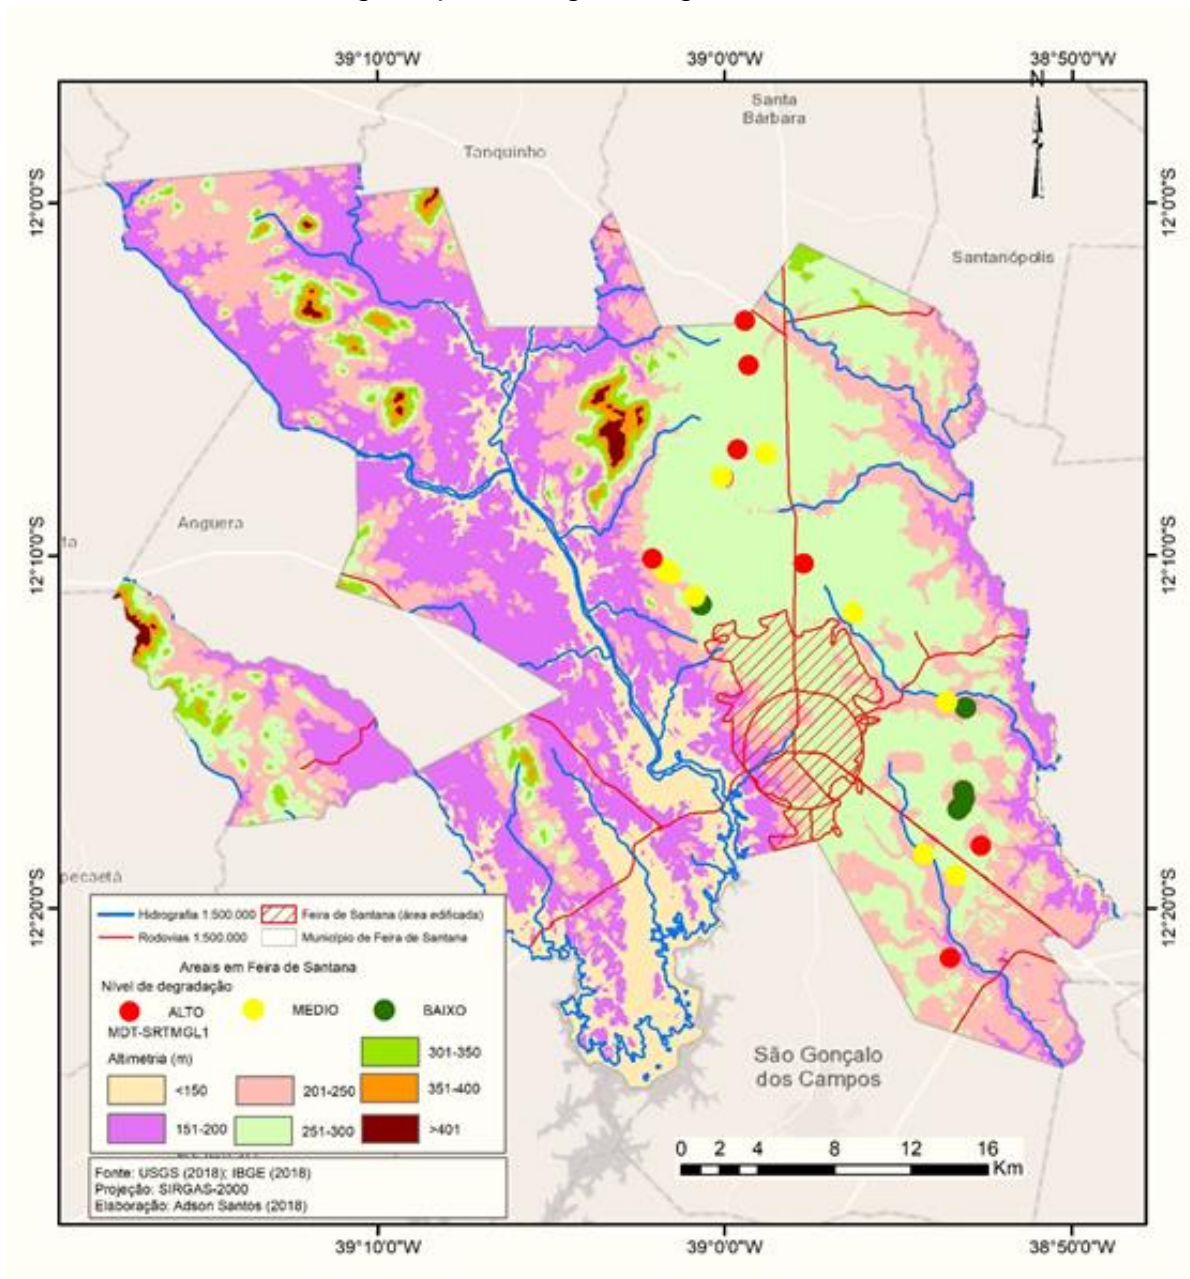 39°10'0"W
39°0'0"W
38°50'0"W
N
Santa
Bárbara
Tanquinho
12°0'0"S
12°0'0"S
Santanópolis
Anguera
ta
12°10'0"S
12°10'0"S
pecaetá
12°20'0"S
12°20'0"S
Hidrografia 1:500.000
Feira de Santana (área edificada)
Rodovias 1:500.000
Município de Feira de Santana
Areais em Feira de Santana
Nível de degradação
ALTO
MEDIO
BAIXO
MDT-SRTMGL1
Altimetria (m)
301-350
<150
201-250
351-400
151-200
251-300
>401
São Gonçalo
dos Campos
0 2 4 8 12 16
Km
Fonte: USGS (2018); IBGE (2018)
Projeção: SIRGAS-2000
Elaboração: Adson Santos (2018)
39°10'0"W
39°0'0"W
38°50'0"W